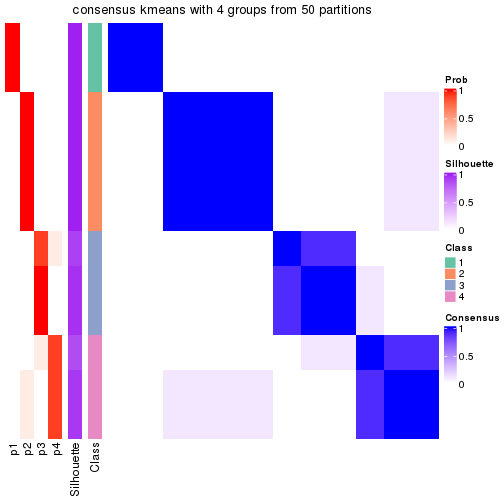 consensus kmeans with 4 groups from 50 partitions
Prob
1
0.5
0
Silhouette
1
0.5
0
Class
1
2
3
4
Consensus
1
0.5
0
p1
p2
p3
p4
Silhouette
Class